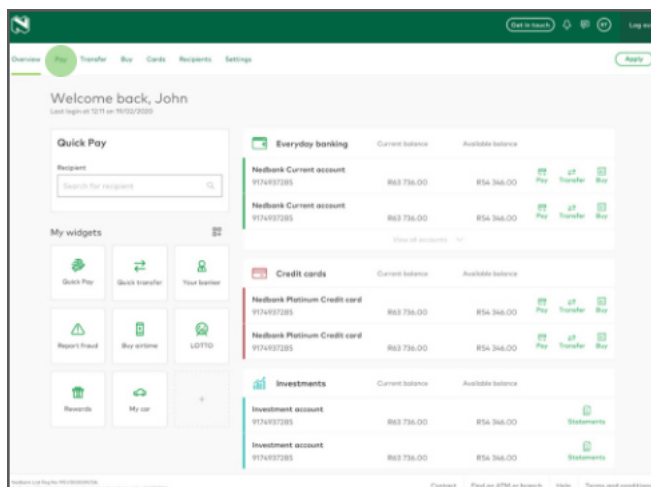 Get in touch
Log ou
Overview Pay Transfer Buy Cards Recipients Settings
Apply
Welcome back, John
Last login at 12:11 on 19/02/2020
Quick Pay
Recipient
Search for recipient
My widgets
Quick Pay Quick transfer Your banker
Report fraud Buy airtime LOTTO
Rewards My car
Everyday banking Current balance Available balance
Nedbank Current account
9174937285 R63 736.00 R54 346.00 Pay Transfer Buy
Nedbank Current account
9174937285 R63 736.00 R54 346.00 Pay Transfer Buy
View all accounts
Credit cards Current balance Available balance
Nedbank Platinum Credit card
9174937285 R63 736.00 R54 346.00 Pay Transfer Buy
Nedbank Platinum Credit card
9174937285 R63 736.00 R54 346.00 Pay Transfer Buy
Investments Current balance Available balance
Investment account
9174937285 R63 736.00 R54 346.00 Statements
Investment account
9174937285 R63 736.00 R54 346.00 Statements
Contact Find an ATM or branch Help Terms and conditions